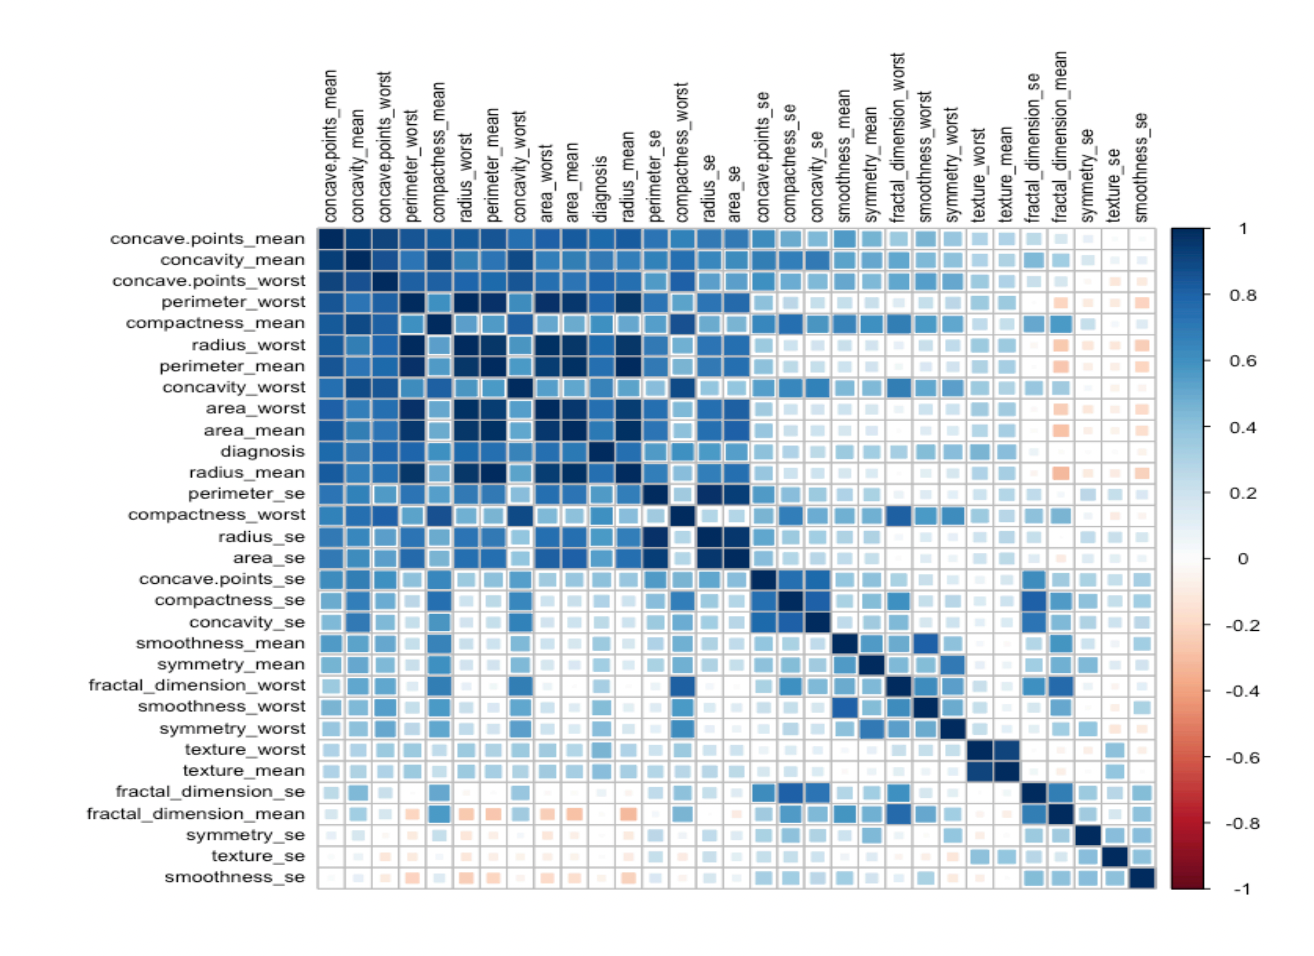 concave.points_mean
concavity_mean
concave.points_worst
perimeter_worst
compactness_mean
radius_worst
perimeter_mean
concavity_worst
area_worst
area_mean
diagnosis
radius_mean
perimeter_se
compactness_worst
radius_se
area_se
concave.points_se
compactness_se
concavity_se
smoothness_mean
symmetry_mean
fractal_dimension_worst
smoothness_worst
symmetry_worst
texture_worst
texture_mean
fractal_dimension_se
fractal_dimension_mean
symmetry_se
texture_se
smoothness_se
concave.points_mean
concavity_mean
concave.points_worst
perimeter_worst
compactness_mean
radius_worst
perimeter_mean
concavity_worst
area_worst
area_mean
diagnosis
radius_mean
perimeter_se
compactness_worst
radius_se
area_se
concave.points_se
compactness_se
concavity_se
smoothness_mean
symmetry_mean
fractal_dimension_worst
smoothness_worst
symmetry_worst
texture_worst
texture_mean
fractal_dimension_se
fractal_dimension_mean
symmetry_se
texture_se
smoothness_se
1
0.8
0.6
0.4
0.2
0
-0.2
-0.4
-0.6
-0.8
-1